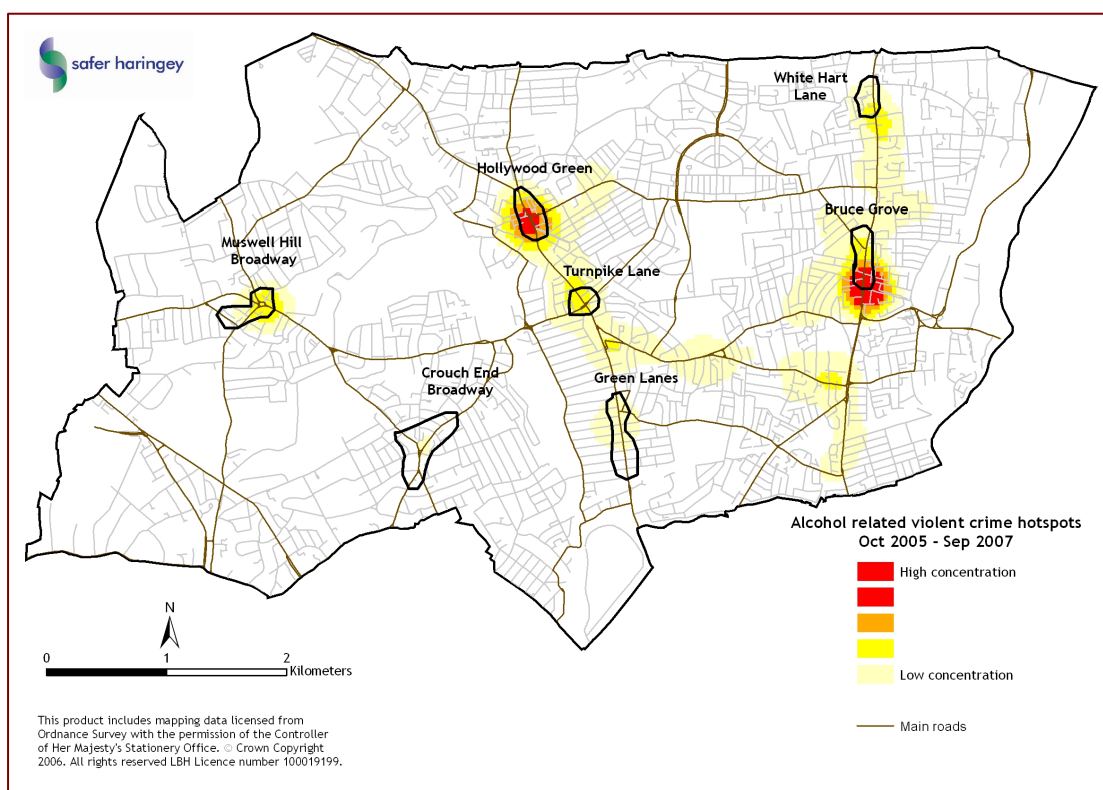 safer haringey
White Hart
Lane
Hollywood Green
Bruce Grove
Muswell Hill
Broadway
Turnpike Lane
Crouch End
Broadway
Green Lanes
Alcohol related violent crime hotspots
Oct 2005 - Sep 2007
High concentration
Low concentration
Main roads
N
0 1 2
Kilometers
This product includes mapping data licensed from
Ordnance Survey with the permission of the Controller
of Her Majesty's Stationery Office. © Crown Copyright
2006. All rights reserved LBH Licence number 100019199.